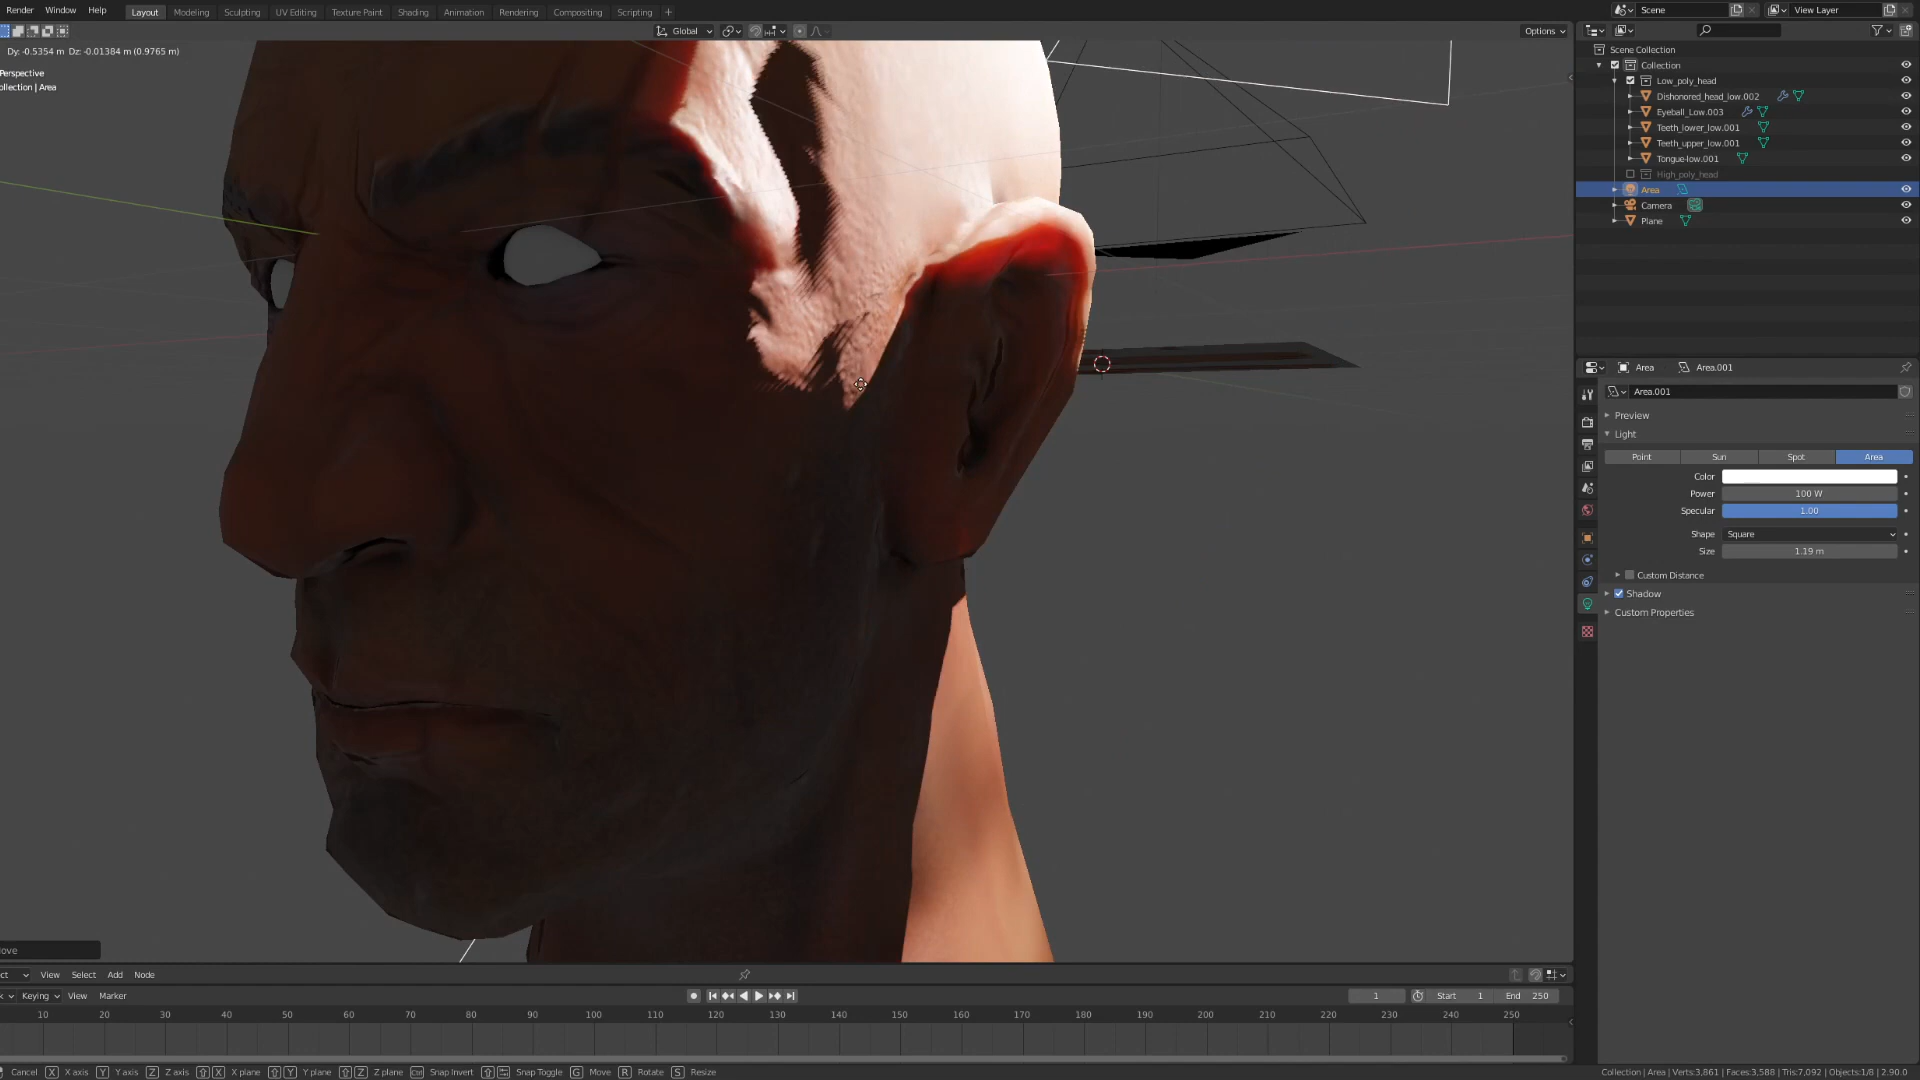 Render Window Help Layout Modeling Sculpting UV Editing Texture Paint Shading Animation Rendering Compositing Scripting + Scene View Layer
Global Options
Dy: -0.5354 m Dz: -0.01384 m (0.9765 m)
Perspective
ollection | Area
Scene Collection
Collection
Low_poly_head
Dishonored_head_low.002
Eyeball_Low.003
Teeth_lower_low.001
Teeth_upper_low.001
Tongue-low.001
High_poly_head
Area
Camera
Plane
Area Area.001
Area.001
Preview
Light
Point Sun Spot Area
Color
Power 100 W
Specular 1.00
Shape Square
Size 1.19 m
Custom Distance
Shadow
Custom Properties
ove
ct View Select Add Node
Keying View Marker 1 Start 1 End 250
10 20 30 40 50 60 70 80 90 100 110 120 130 140 150 160 170 180 190 200 210 220 230 240 250
Cancel X X axis Y Y axis Z Z axis X X plane Y Y plane Z Z plane Snap Invert Snap Toggle G Move R Rotate S Resize Collection | Area | Verts:3,861 | Faces:3,588 | Tris:7,092 | Objects:1/8 | 2.90.0